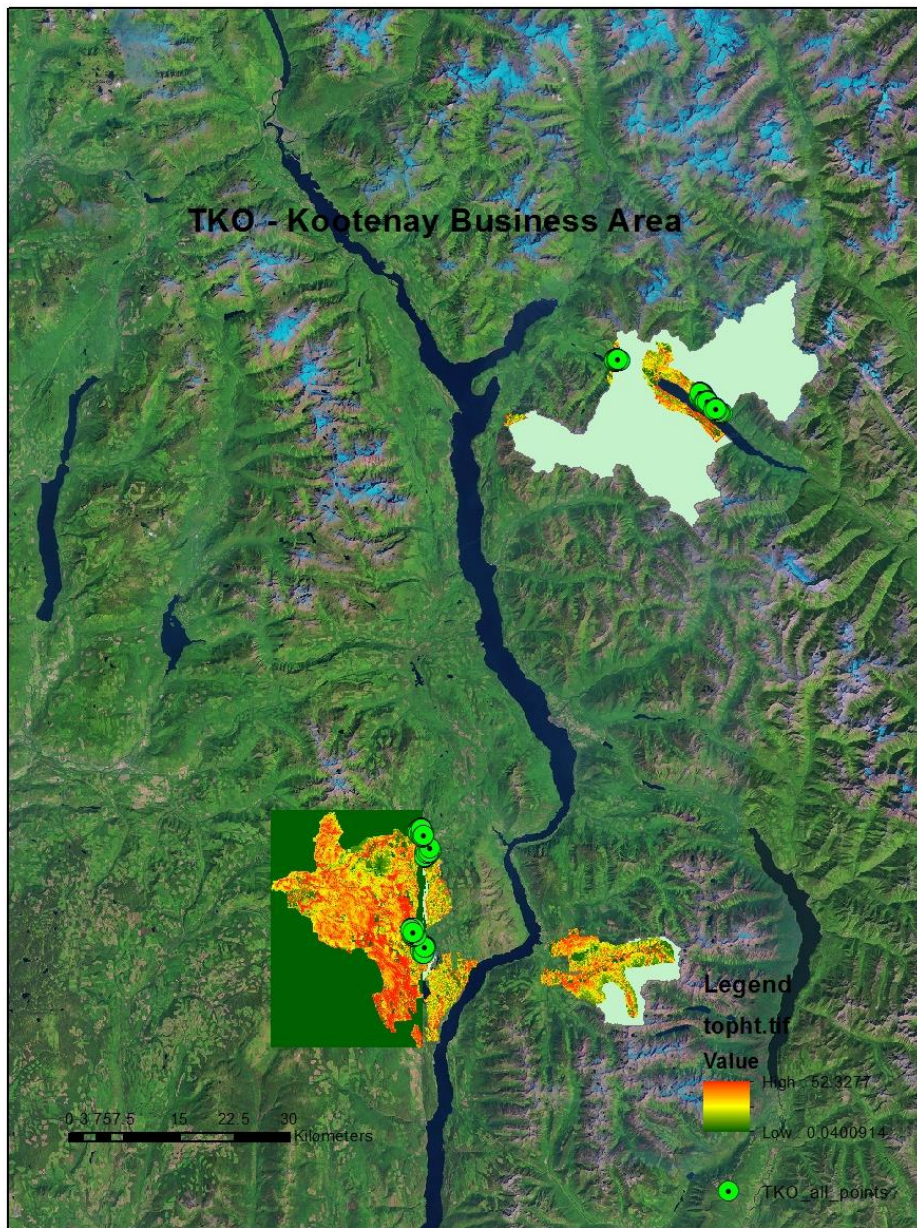 TKO - Kootenay Business Area
Legend
topht.tif
Value
High : 52.3277
Low : 0.0400914
0 3.757.5 15 22.5 30
Kilometers
TKO_all_points